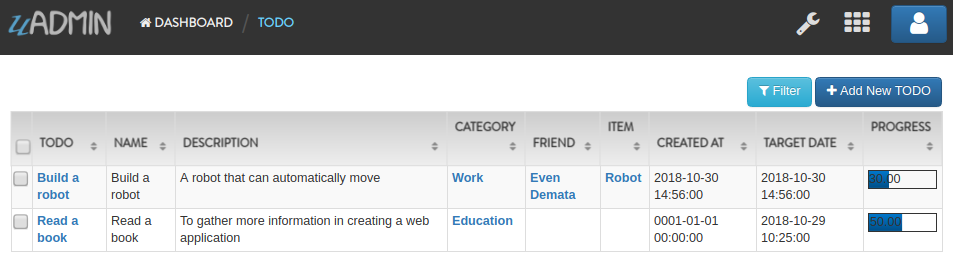 uADMIN DASHBOARD / TODO
Filter + Add New TODO
TODO NAME DESCRIPTION CATEGORY FRIEND ITEM CREATED AT TARGET DATE PROGRESS
Build a robot Build a robot A robot that can automatically move Work Even Demata Robot 2018-10-30 14:56:00 2018-10-30 14:56:00 30.00
Read a book Read a book To gather more information in creating a web application Education 0001-01-01 00:00:00 2018-10-29 10:25:00 50.00